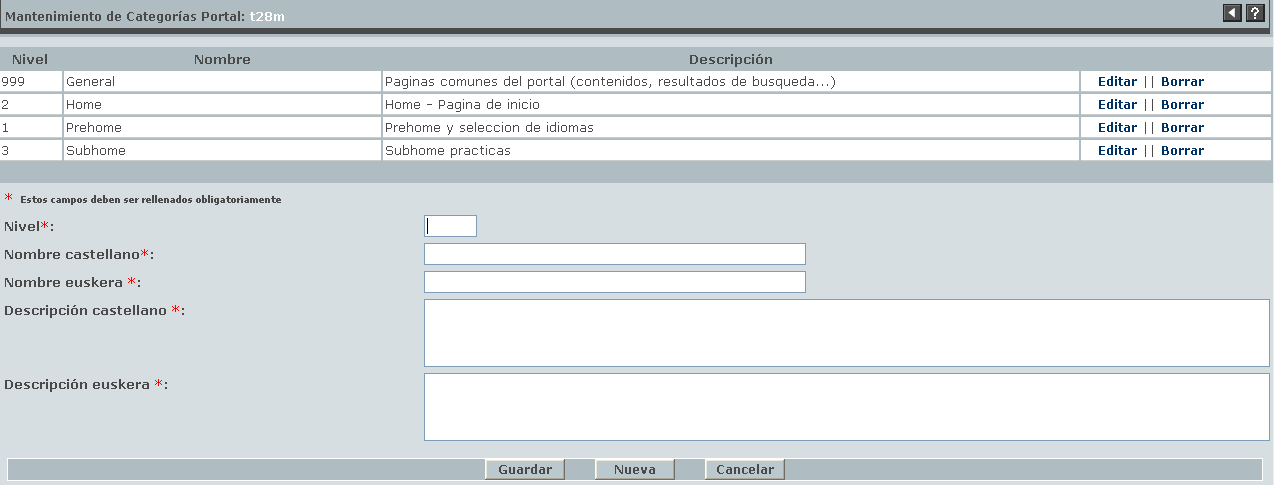 Mantenimiento de Categorías Portal: t28m ?
Nivel Nombre Descripción
999 General Paginas comunes del portal (contenidos, resultados de busqueda...) Editar || Borrar
2 Home Home - Pagina de inicio Editar || Borrar
1 Prehome Prehome y seleccion de idiomas Editar || Borrar
3 Subhome Subhome practicas Editar || Borrar
* Estos campos deben ser rellenados obligatoriamente
Nivel*:
Nombre castellano*:
Nombre euskera *:
Descripción castellano *:
Descripción euskera *:
Guardar Nueva Cancelar